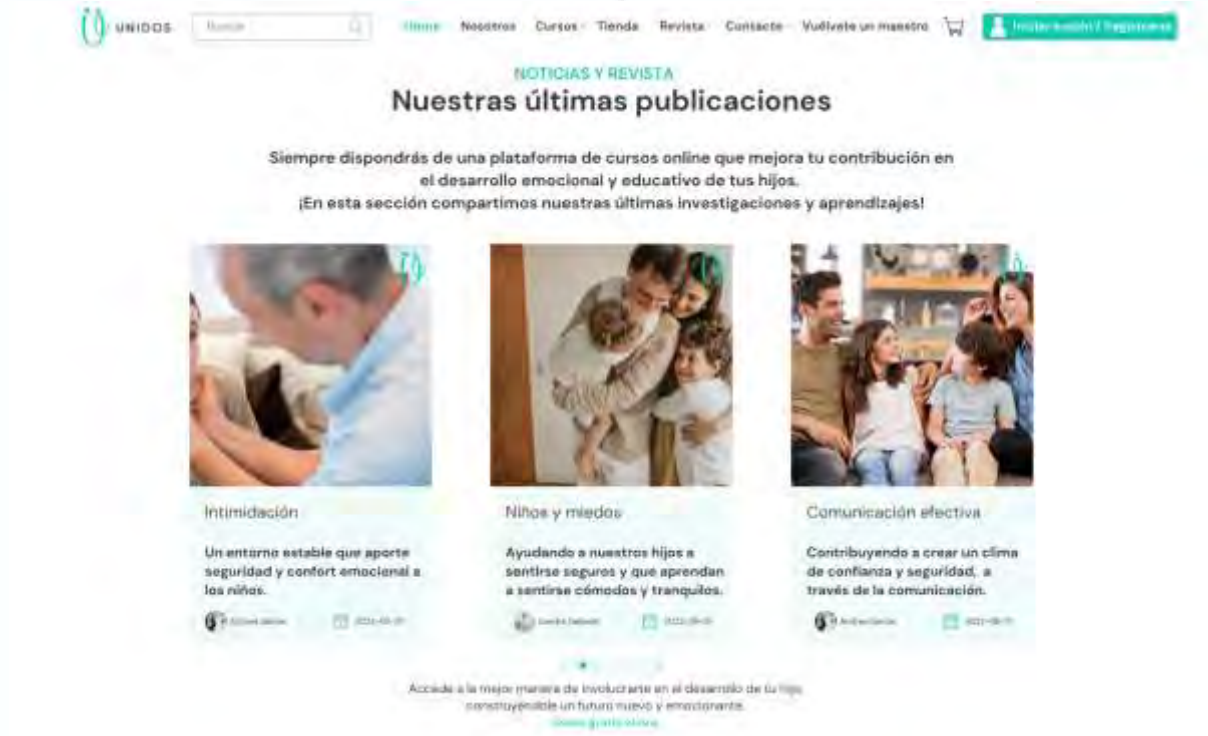 UNIDOS
Buscar
Home Nosotros Cursos Tienda Revista Contacto Vuélvete un maestro
Iniciar sesión / Registrarse
NOTICIAS Y REVISTA
Nuestras últimas publicaciones
Siempre dispondrás de una plataforma de cursos online que mejora tu contribución en
el desarrollo emocional y educativo de tus hijos.
¡En esta sección compartimos nuestras últimas investigaciones y aprendizajes!
Intimidación
Un entorno estable que aporte
seguridad y confort emocional a
los niños.
Niños y miedos
Ayudando a nuestros hijos a
sentirse seguros y que aprendan
a sentirse cómodos y tranquilos.
Comunicación efectiva
Contribuyendo a crear un clima
de confianza y seguridad, a
través de la comunicación.
Accede a la mejor manera de involucrarte en el desarrollo de tu hijo,
construyéndole un futuro nuevo y emocionante.